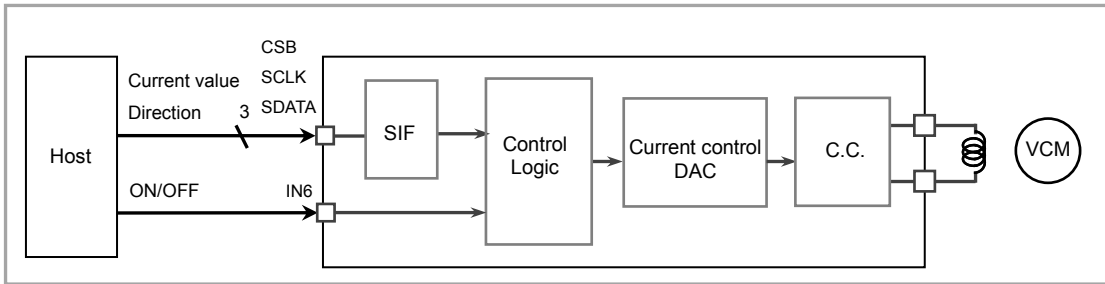 CSB
Current value
SCLK
Direction
3
SDATA
Host
SIF
Control
Logic
Current control
DAC
C.C.
VCM
ON/OFF
IN6